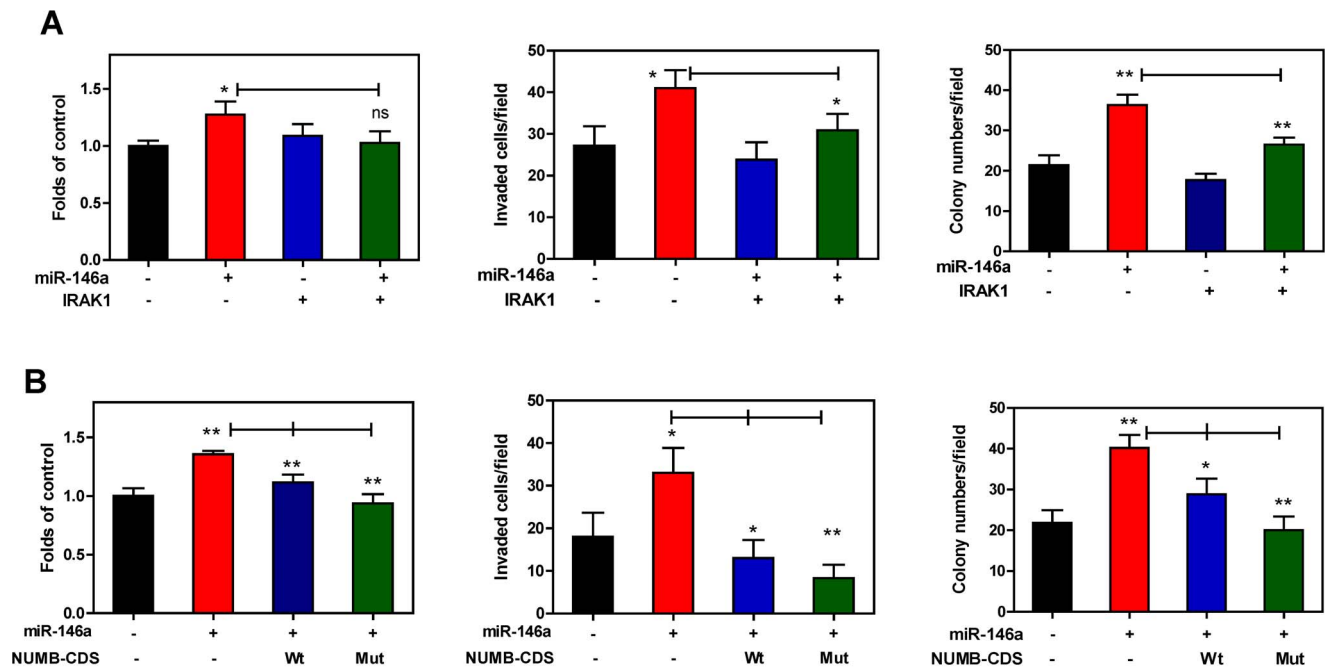 A
Folds of control
1.5
1.0
0.5
0.0
*
ns
miR-146a - + - +
IRAK1 - - + +
Invaded cells/field
50
40
30
20
10
0
*
*
miR-146a - - + +
IRAK1 - - + +
Colony numbers/field
50
40
30
20
10
0
**
**
miR-146a - + - +
IRAK1 - - + +
B
Folds of control
1.5
1.0
0.5
0.0
**
**
**
miR-146a - + + +
NUMB-CDS - - Wt Mut
Invaded cells/field
50
40
30
20
10
0
*
*
**
miR-146a - + + +
NUMB-CDS - - Wt Mut
Colony numbers/field
50
40
30
20
10
0
**
*
**
miR-146a - + + +
NUMB-CDS - - Wt Mut